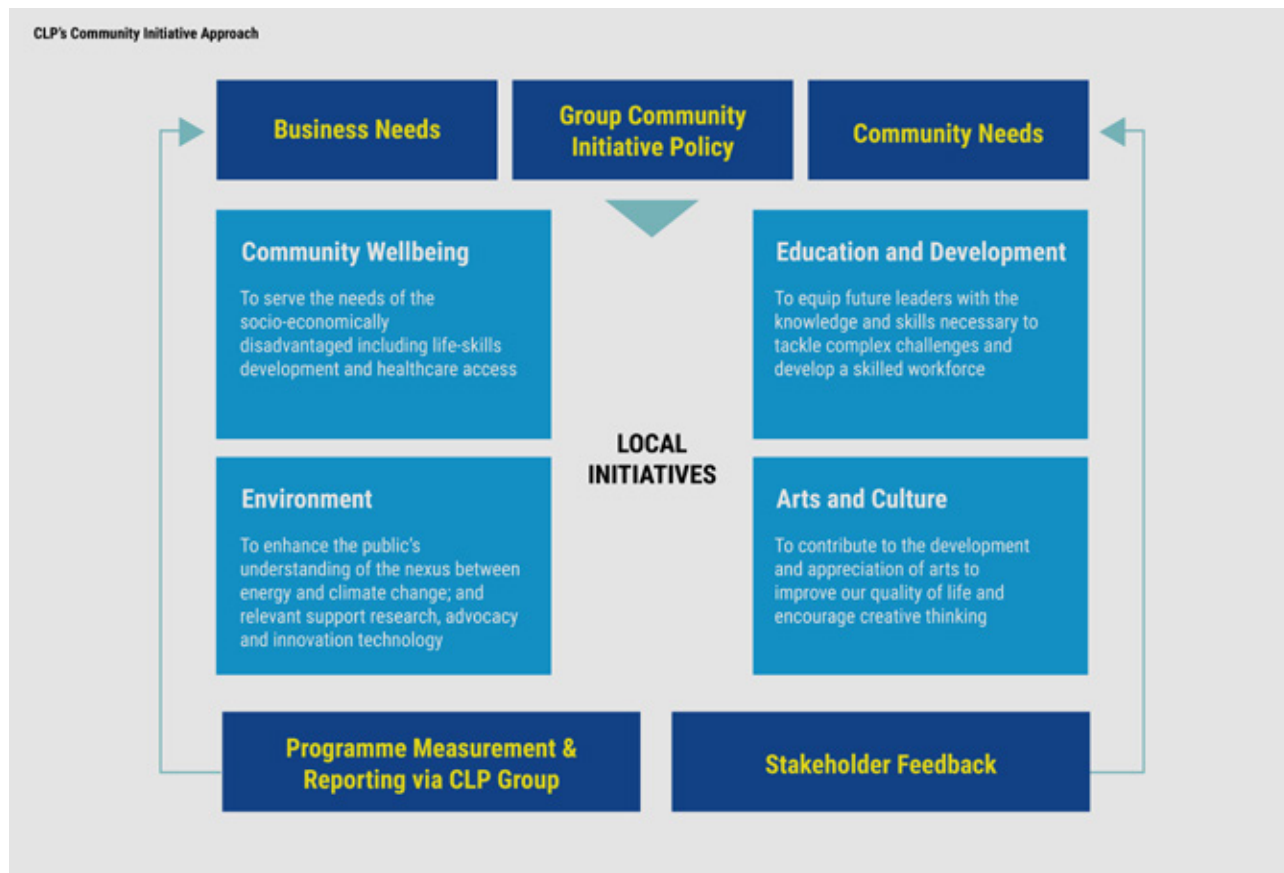 CLP's Community Initiative Approach
Business Needs
Group Community
Initiative Policy
Community Needs
Community Wellbeing
To serve the needs of the
socio-economically
disadvantaged including life-skills
development and healthcare access
Education and Development
To equip future leaders with the
knowledge and skills necessary to
tackle complex challenges and
develop a skilled workforce
LOCAL
INITIATIVES
Environment
To enhance the public's
understanding of the nexus between
energy and climate change; and
relevant support research, advocacy
and innovation technology
Arts and Culture
To contribute to the development
and appreciation of arts to
improve our quality of life and
encourage creative thinking
Programme Measurement &
Reporting via CLP Group
Stakeholder Feedback